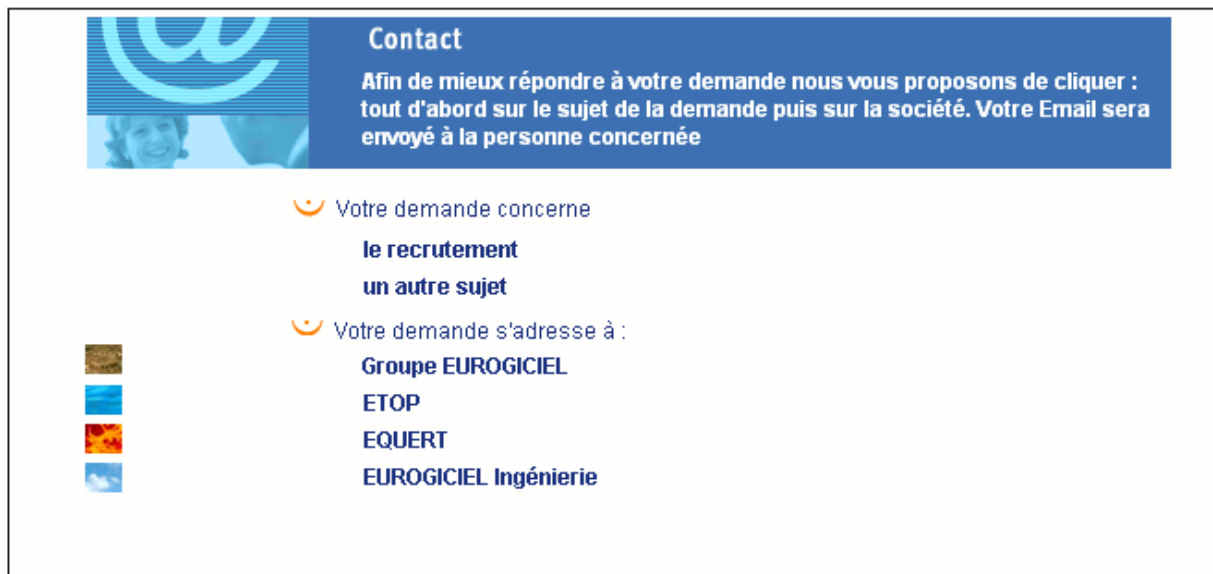 Contact
Afin de mieux répondre à votre demande nous vous proposons de cliquer :
tout d'abord sur le sujet de la demande puis sur la société. Votre Email sera
envoyé à la personne concernée
Votre demande concerne
le recrutement
un autre sujet
Votre demande s'adresse à :
Groupe EUROGICIEL
ETOP
EQUERT
EUROGICIEL Ingénierie